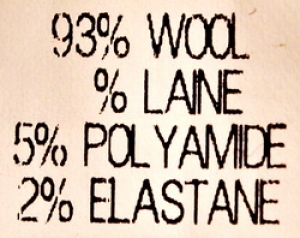 93% WOOL
% LAINE
5% POLYAMIDE
2% ELASTANE